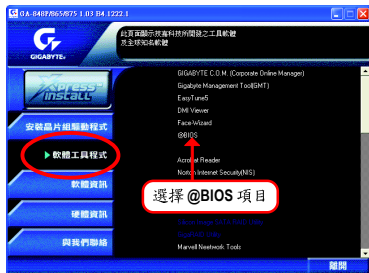 GA-848P/865/875 1.03 B4.1222.1
GIGABYTE
此頁面顯示技嘉科技所開發之工具軟體
及全球知名軟體
Xpress
install
安裝晶片組驅動程式
軟體工具程式
軟體資訊
硬體資訊
與我們聯絡
GIGABYTE C.O.M. (Corporate Online Manager)
Gigabyte Management Tool(GMT)
EasyTune5
DMI Viewer
Face-Wizard
@BIOS
Acrobat Reader
Norton Internet Security(NIS)
選擇 @BIOS 項目
Marvell Neetwork Tools
離開